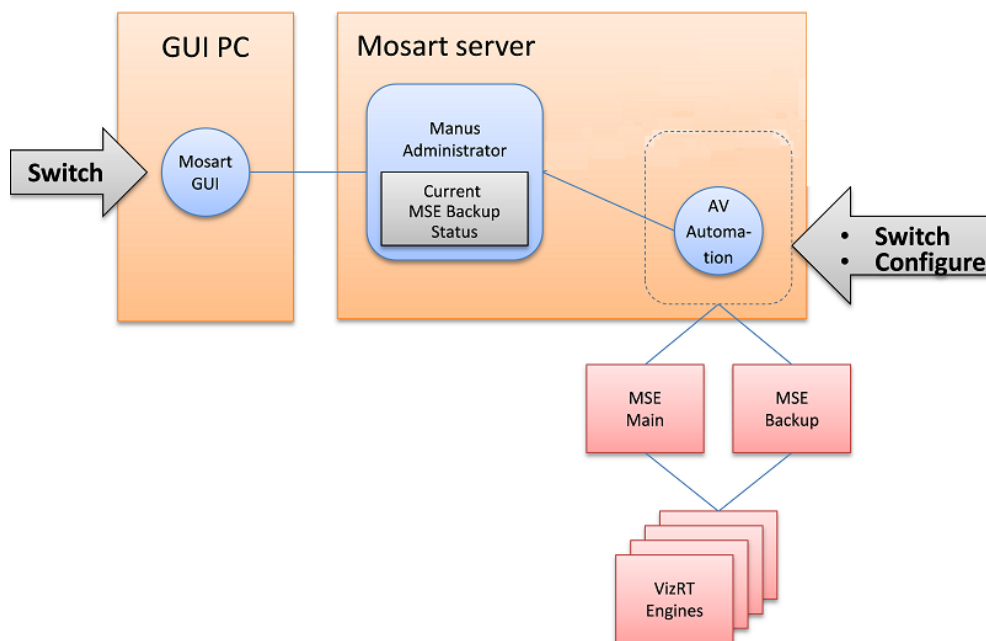 GUI PC
Mosart server
Switch
Mosart
GUI
Manus
Administrator
Current
MSE Backup
Status
AV
Automa-
tion
• Switch
• Configure
MSE
Main
MSE
Backup
VizRT
Engines